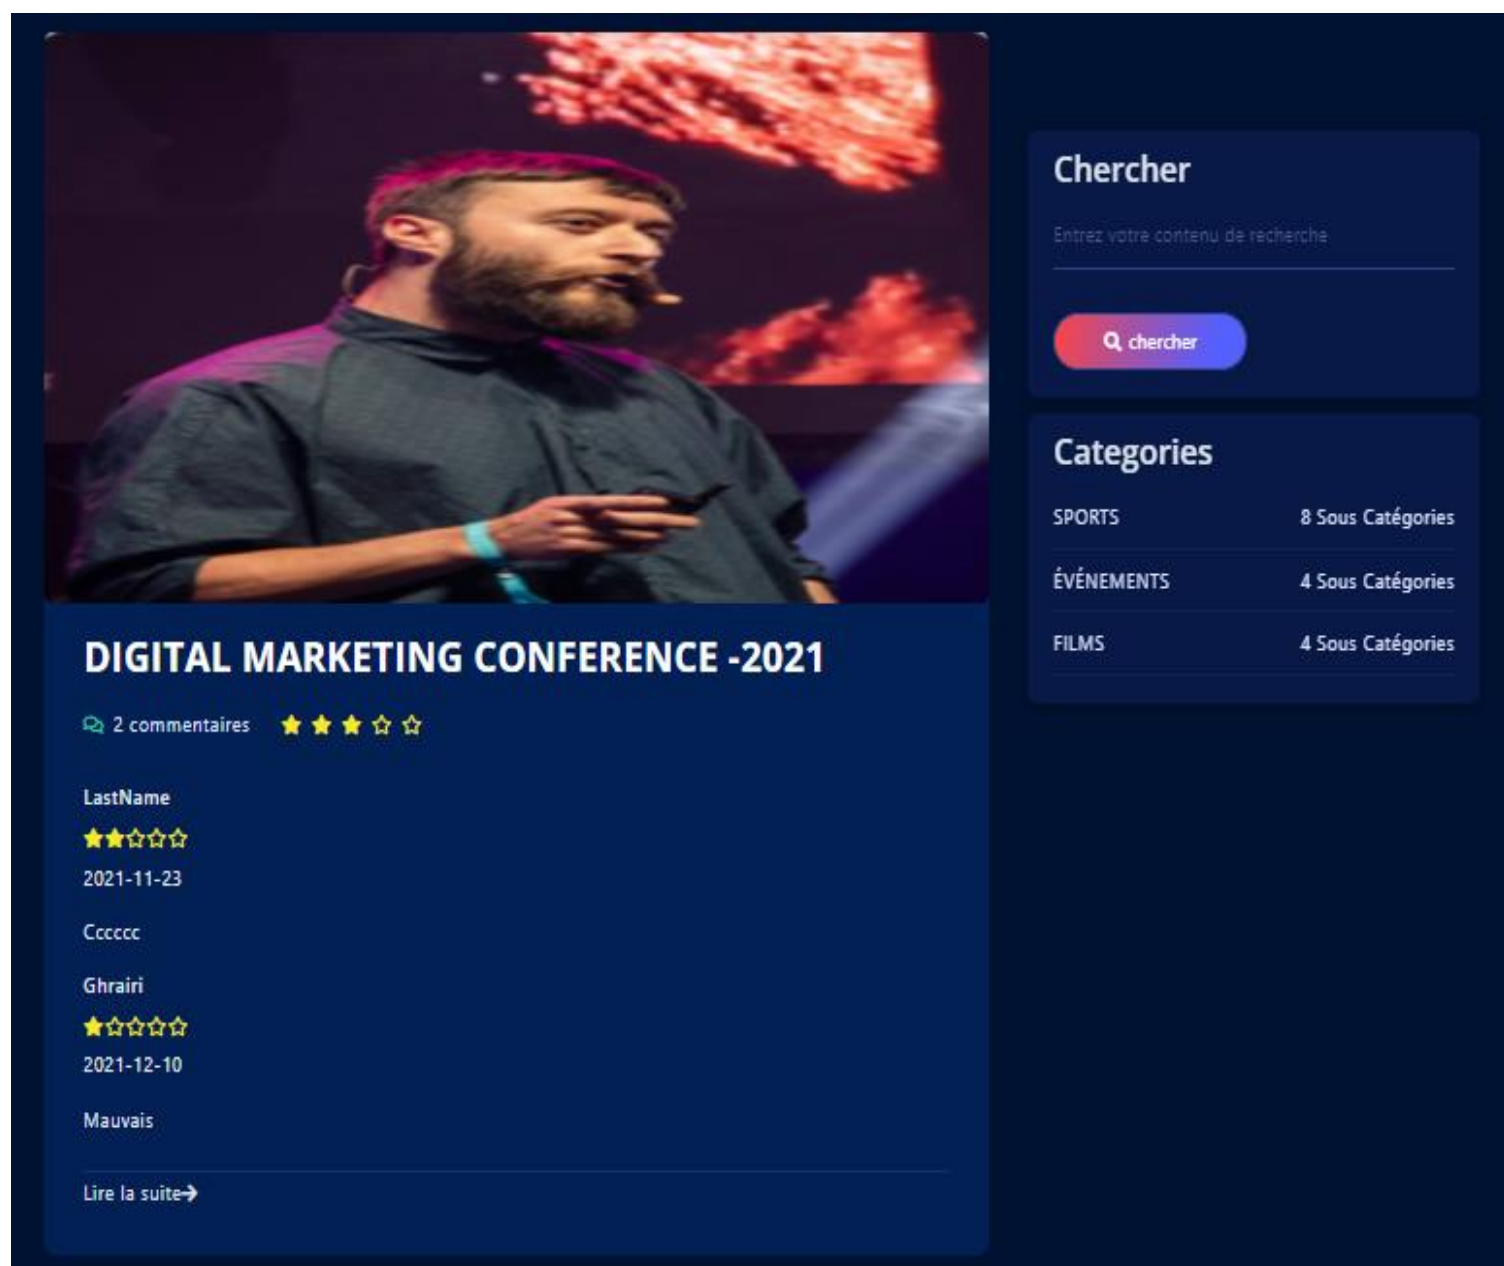 DIGITAL MARKETING CONFERENCE -2021
2 commentaires
LastName
2021-11-23
Cccccc
Ghrairi
2021-12-10
Mauvais
Lire la suite→
Chercher
Entrez votre contenu de recherche
chercher
Categories
SPORTS 8 Sous Catégories
ÉVÉNEMENTS 4 Sous Catégories
FILMS 4 Sous Catégories